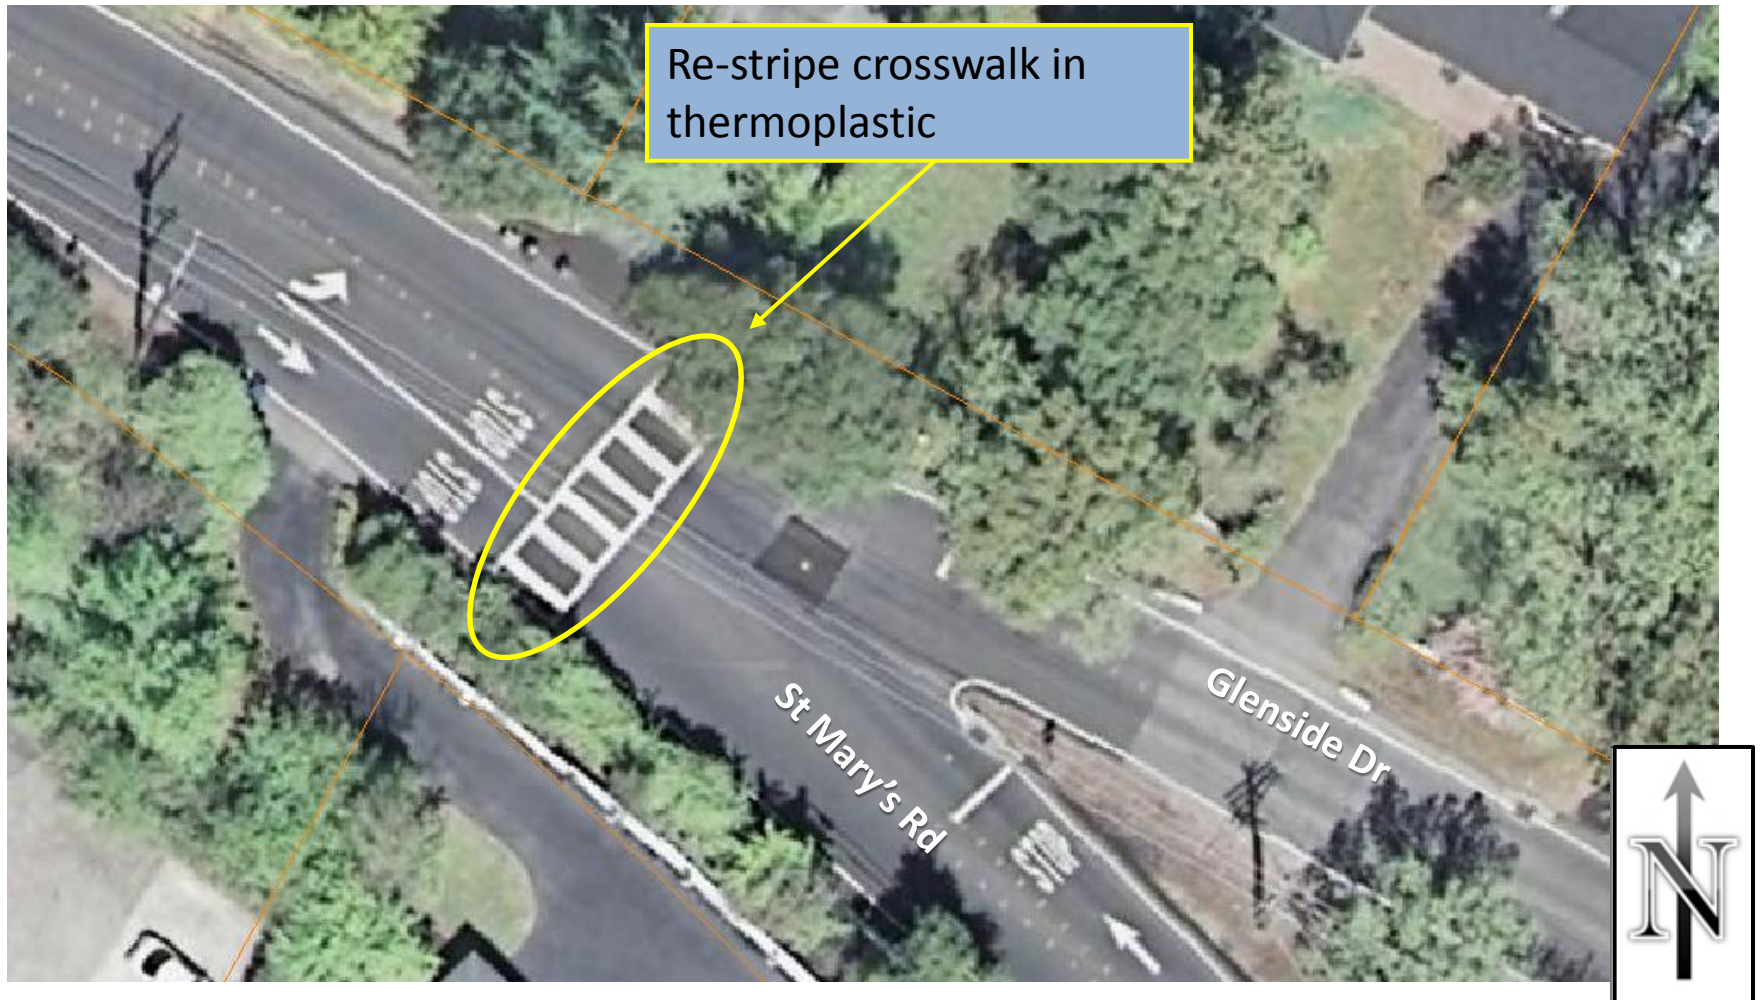 Re-stripe crosswalk in
thermoplastic
STOP
STOP
Glenside Dr
St Mary's Rd
STOP
N